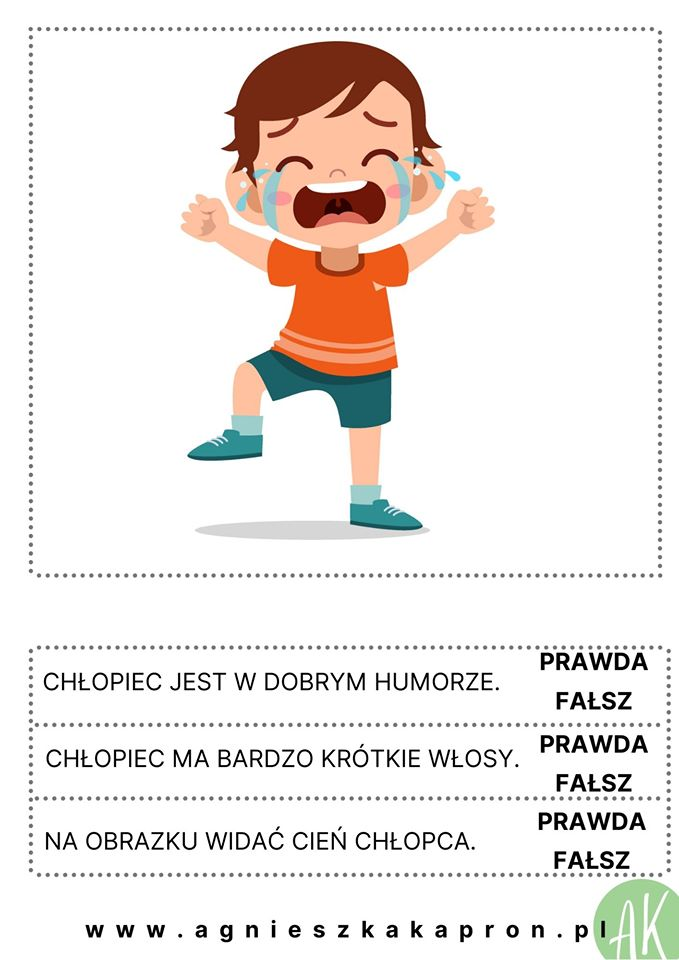 CHŁOPIEC JEST W DOBRYM HUMORZE.
PRAWDA
FAŁSZ
CHŁOPIEC MA BARDZO KRÓTKIE WŁOSY.
PRAWDA
FAŁSZ
NA OBRAZKU WIDAĆ CIEŃ CHŁOPCA.
PRAWDA
FAŁSZ
www.agnieszkakapron.pl
AK